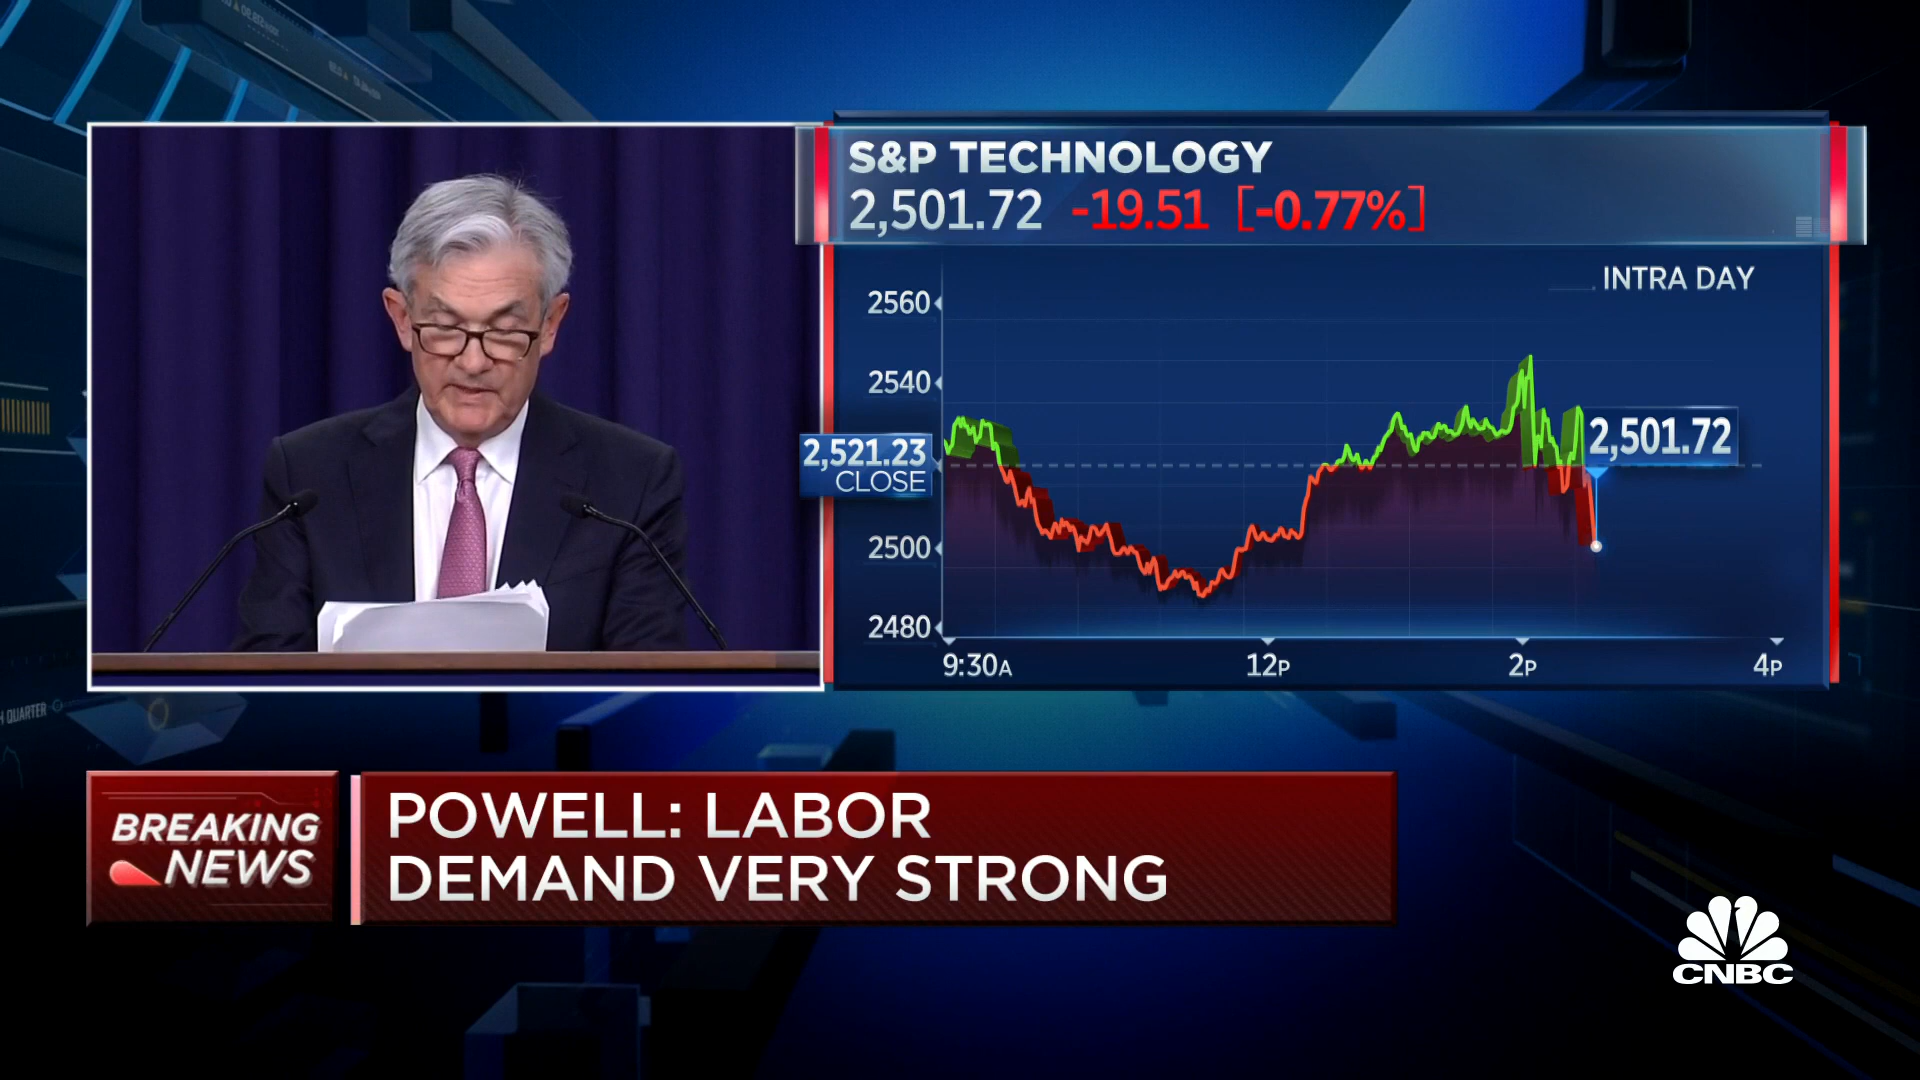 S&P TECHNOLOGY
2,501.72 -19.51 [-0.77%]
INTRA DAY
2560
2540
2,521.23
CLOSE
2,501.72
2500
2480
9:30A 12P 2P 4P
QUARTER
BREAKING
NEWS
POWELL: LABOR
DEMAND VERY STRONG
CNBC